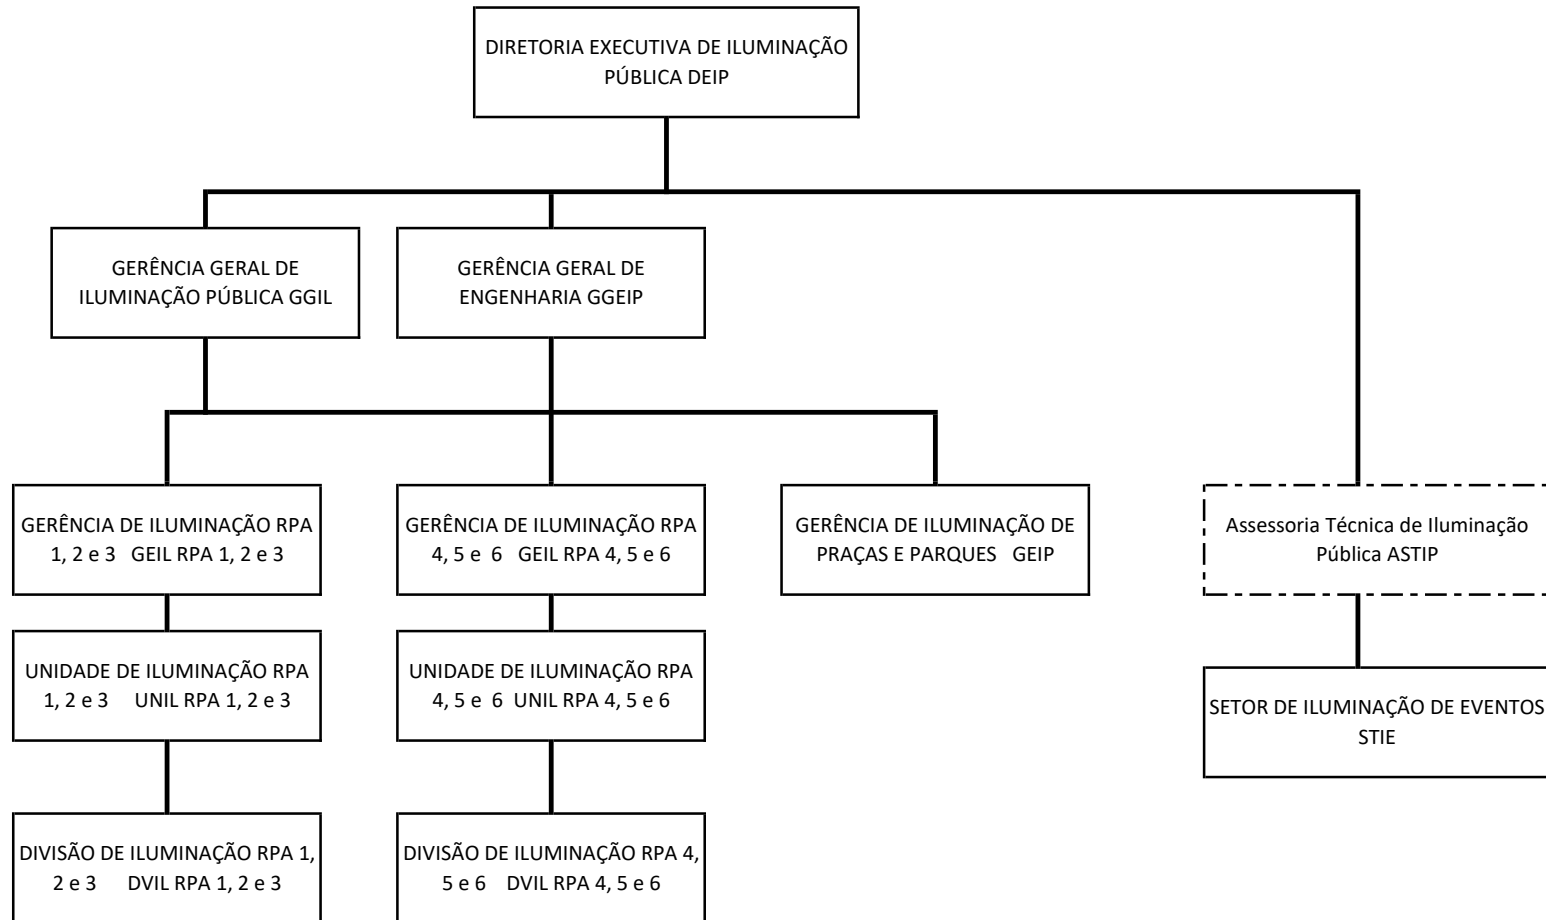 DIRETORIA EXECUTIVA DE ILUMINAÇÃO
PÚBLICA DEIP
GERÊNCIA GERAL DE
ILUMINAÇÃO PÚBLICA GGIL
GERÊNCIA GERAL DE
ENGENHARIA GGEIP
GERÊNCIA DE ILUMINAÇÃO RPA
1, 2 e 3 GEIL RPA 1, 2 e 3
GERÊNCIA DE ILUMINAÇÃO RPA
4, 5 e 6 GEIL RPA 4, 5 e 6
GERÊNCIA DE ILUMINAÇÃO DE
PRAÇAS E PARQUES GEIP
Assessoria Técnica de Iluminação
Pública ASTIP
UNIDADE DE ILUMINAÇÃO RPA
1, 2 e 3 UNIL RPA 1, 2 e 3
UNIDADE DE ILUMINAÇÃO RPA
4, 5 e 6 UNIL RPA 4, 5 e 6
SETOR DE ILUMINAÇÃO DE EVENTOS
STIE
DIVISÃO DE ILUMINAÇÃO RPA 1,
2 e 3 DVIL RPA 1, 2 e 3
DIVISÃO DE ILUMINAÇÃO RPA 4,
5 e 6 DVIL RPA 4, 5 e 6